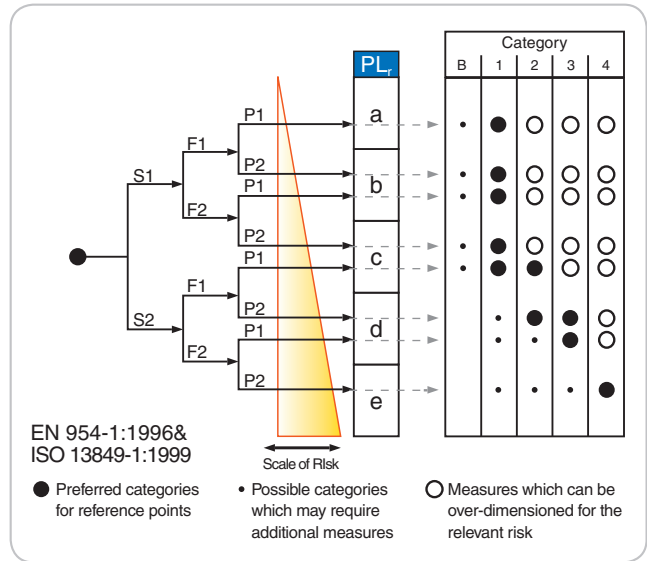 Category
PLr
B 1 2 3 4
P1
a
F1
P2
S1
P1
b
F2
P2
P1
c
F1
P2
S2
P1
d
F2
P2
e
EN 954-1:1996&
ISO 13849-1:1999
Scale of RIsk
Preferred categories
for reference points
Possible categories
which may require
additional measures
Measures which can be
over-dimensioned for the
relevant risk